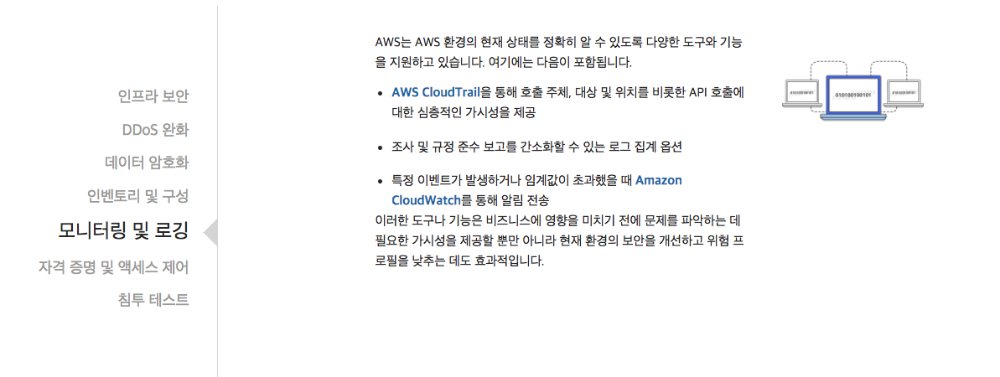 인프라 보안
DDoS 완화
데이터 암호화
인벤토리 및 구성
모니터링 및 로깅
자격 증명 및 액세스 제어
침투 테스트
AWS는 AWS 환경의 현재 상태를 정확히 알 수 있도록 다양한 도구와 기능
을 지원하고 있습니다. 여기에는 다음이 포함됩니다.
• AWS CloudTrail을 통해 호출 주체, 대상 및 위치를 비롯한 API 호출에
대한 심층적인 가시성을 제공
• 조사 및 규정 준수 보고를 간소화할 수 있는 로그 집계 옵션
• 특정 이벤트가 발생하거나 임계값이 초과했을 때 Amazon
CloudWatch를 통해 알림 전송
이러한 도구나 기능은 비즈니스에 영향을 미치기 전에 문제를 파악하는 데
필요한 가시성을 제공할 뿐만 아니라 현재 환경의 보안을 개선하고 위험 프
로필을 낮추는 데도 효과적입니다.
010100100101
010100100101
010100100101